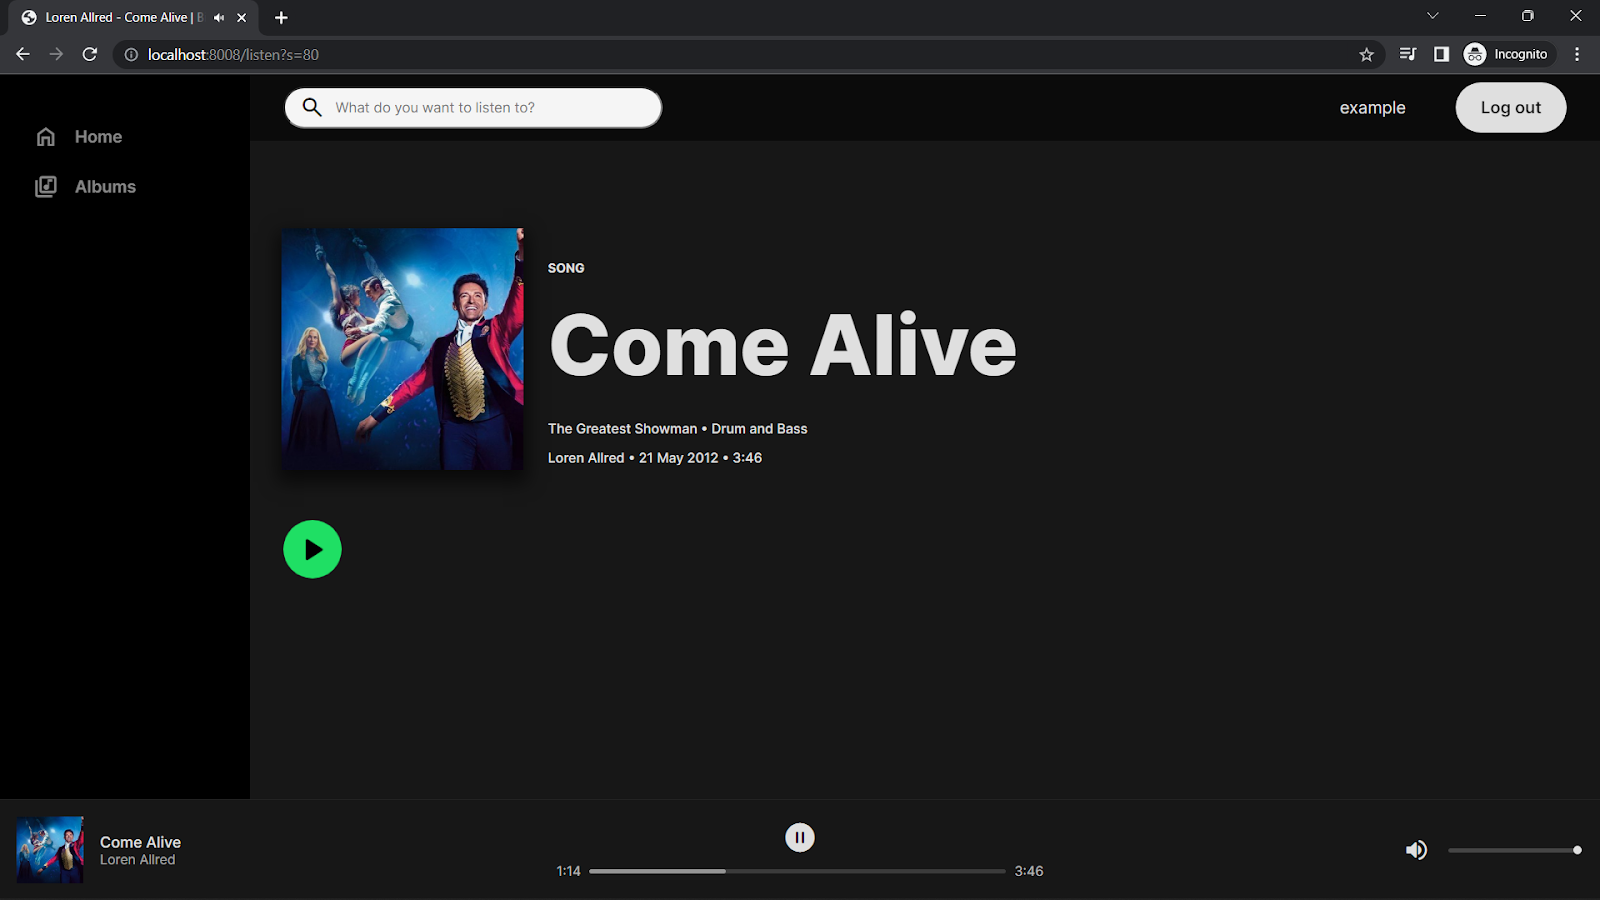 Loren Allred - Come Alive | B
localhost:8008/listen?s=80
Incognito
Home
Albums
What do you want to listen to?
example
Log out
SONG
Come Alive
The Greatest Showman • Drum and Bass
Loren Allred • 21 May 2012 • 3:46
Come Alive
Loren Allred
1:14
3:46